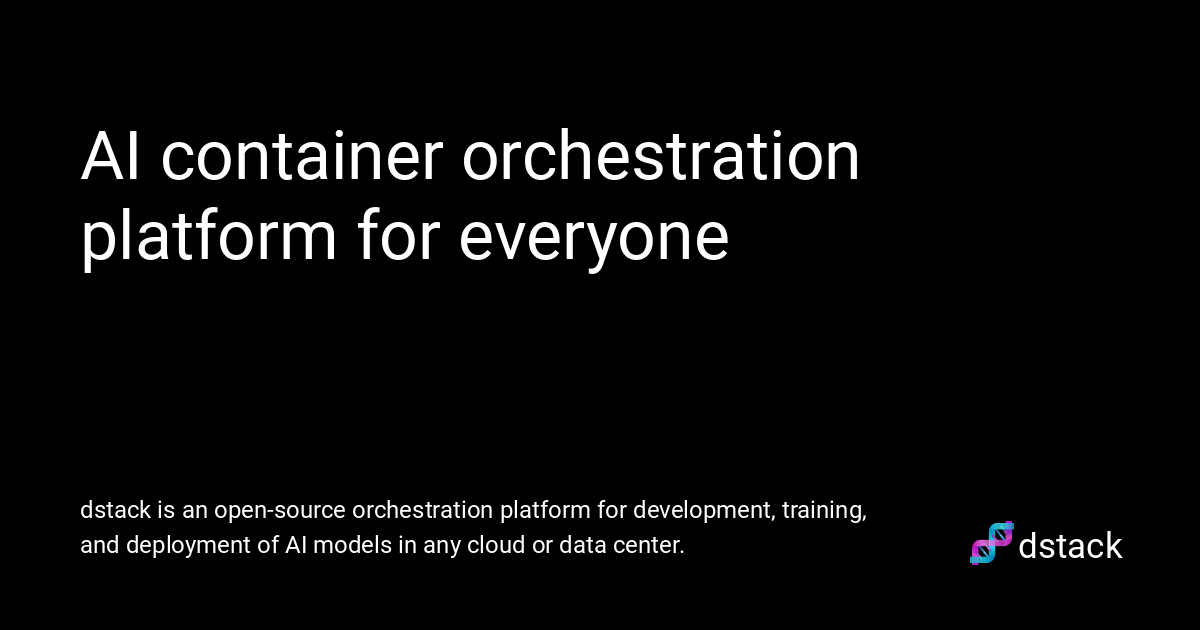 AI container orchestration
platform for everyone
dstack is an open-source orchestration platform for development, training,
and deployment of AI models in any cloud or data center.
dstack